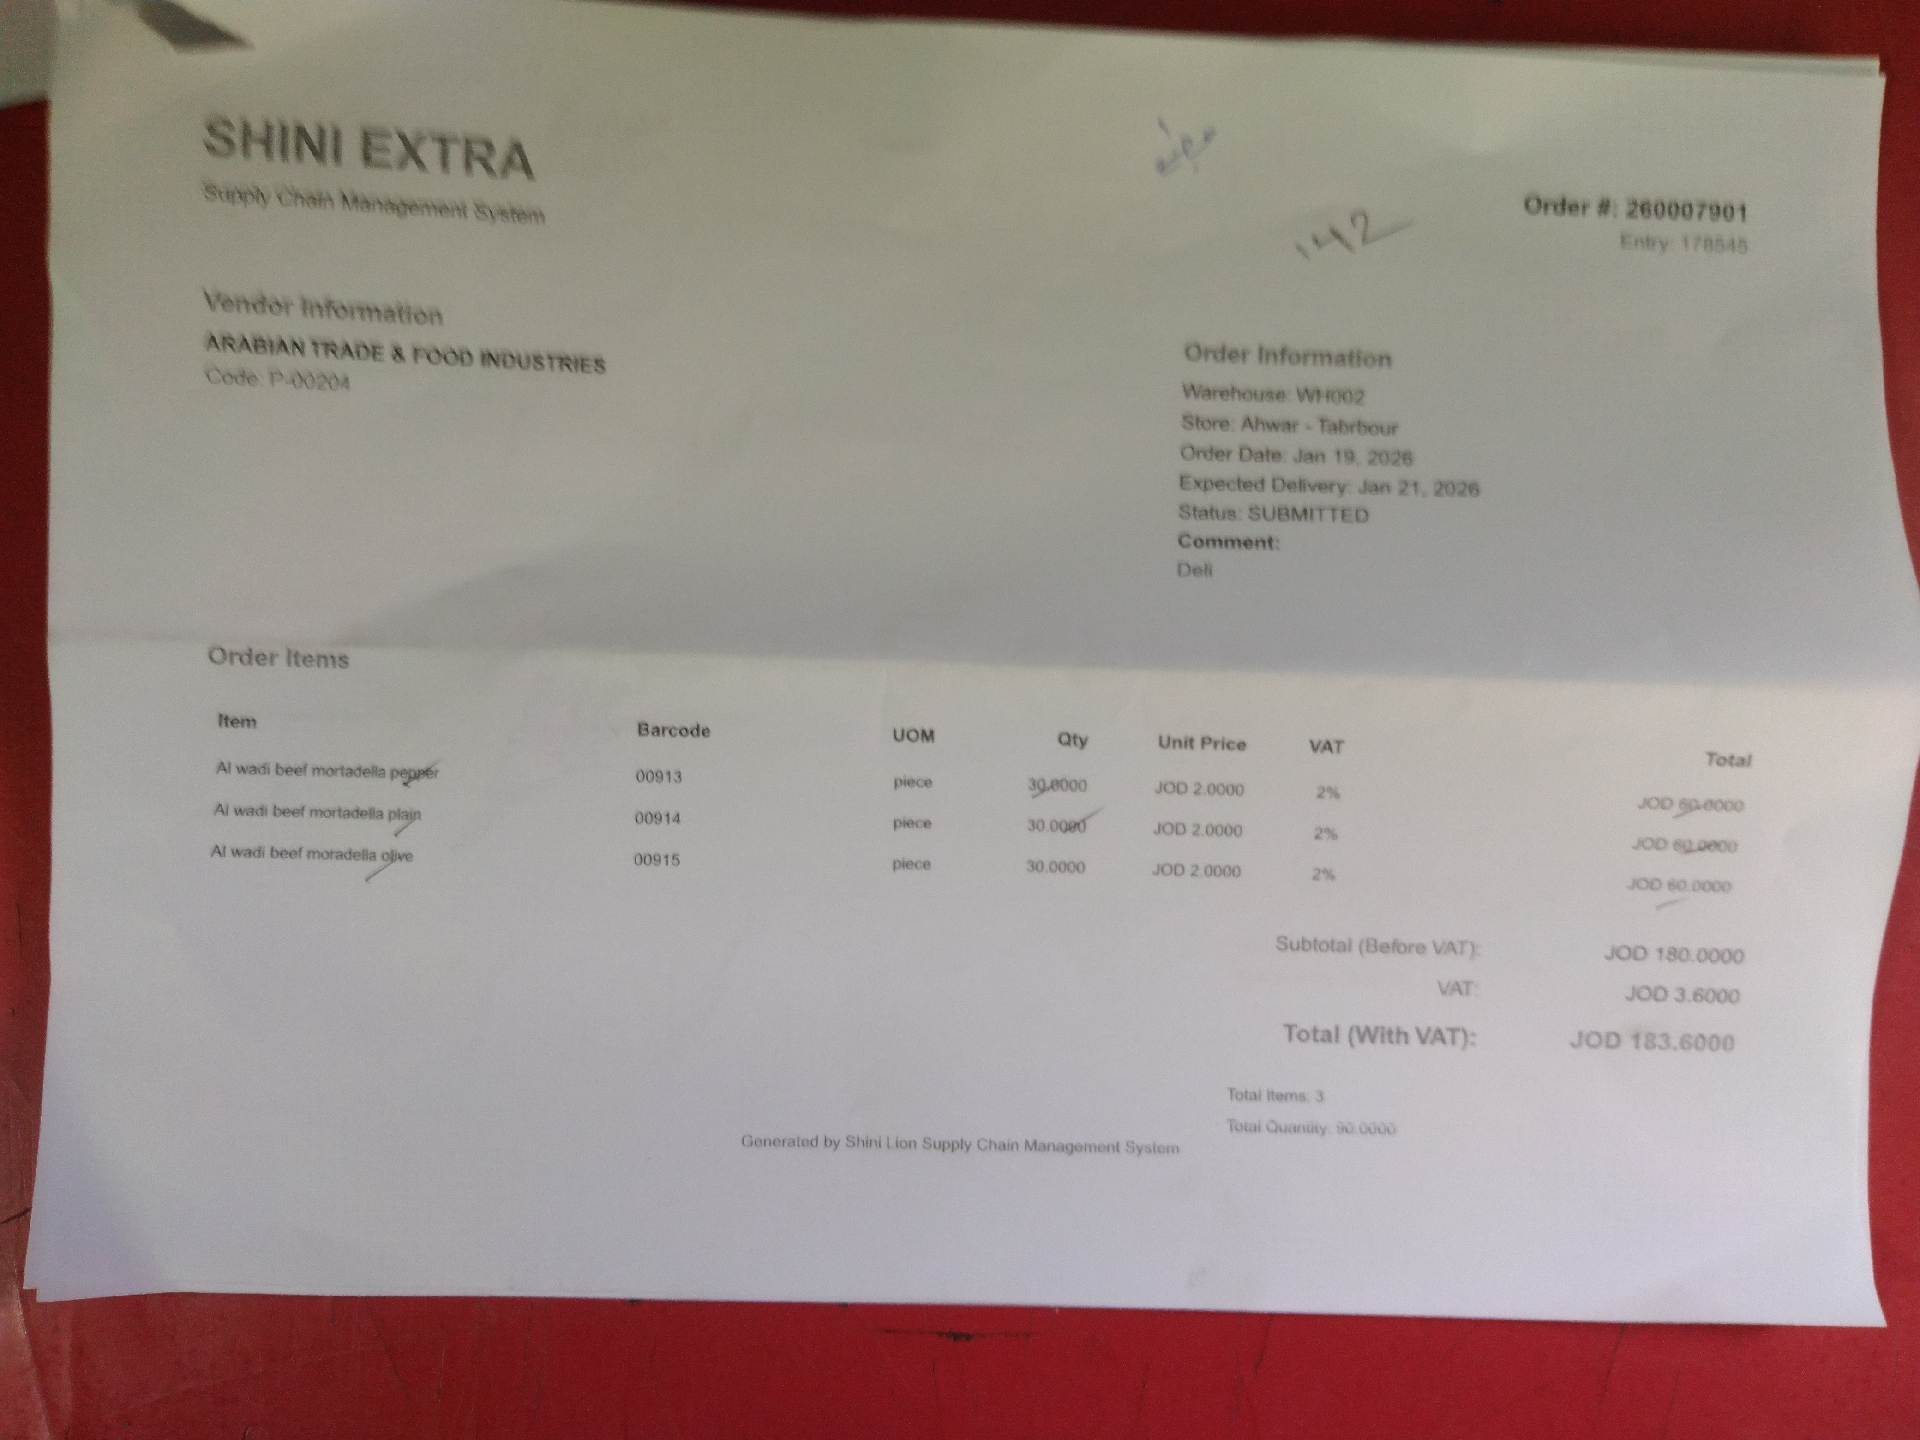 SHINI EXTRA
Supply Chain Management System
142
Order #: 260007901
Entry: 178545
Vendor Information
ARABIAN TRADE & FOOD INDUSTRIES
Code: P-00204
Order Information
Warehouse: WH002
Store: Ahwar - Tabrbour
Order Date: Jan 19, 2026
Expected Delivery: Jan 21, 2026
Status: SUBMITTED
Comment:
Deli
Order Items
Item Barcode UOM Qty Unit Price VAT Total
Al wadi beef mortadella pepper 00913 piece 30.0000 JOD 2.0000 2% JOD 60.0000
Al wadi beef mortadella plain 00914 piece 30.0000 JOD 2.0000 2% JOD 60.0000
Al wadi beef moradella olive 00915 piece 30.0000 JOD 2.0000 2% JOD 60.0000
Subtotal (Before VAT): JOD 180.0000
VAT: JOD 3.6000
Total (With VAT): JOD 183.6000
Total Items: 3
Total Quantity: 90.0000
Generated by Shini Lion Supply Chain Management System